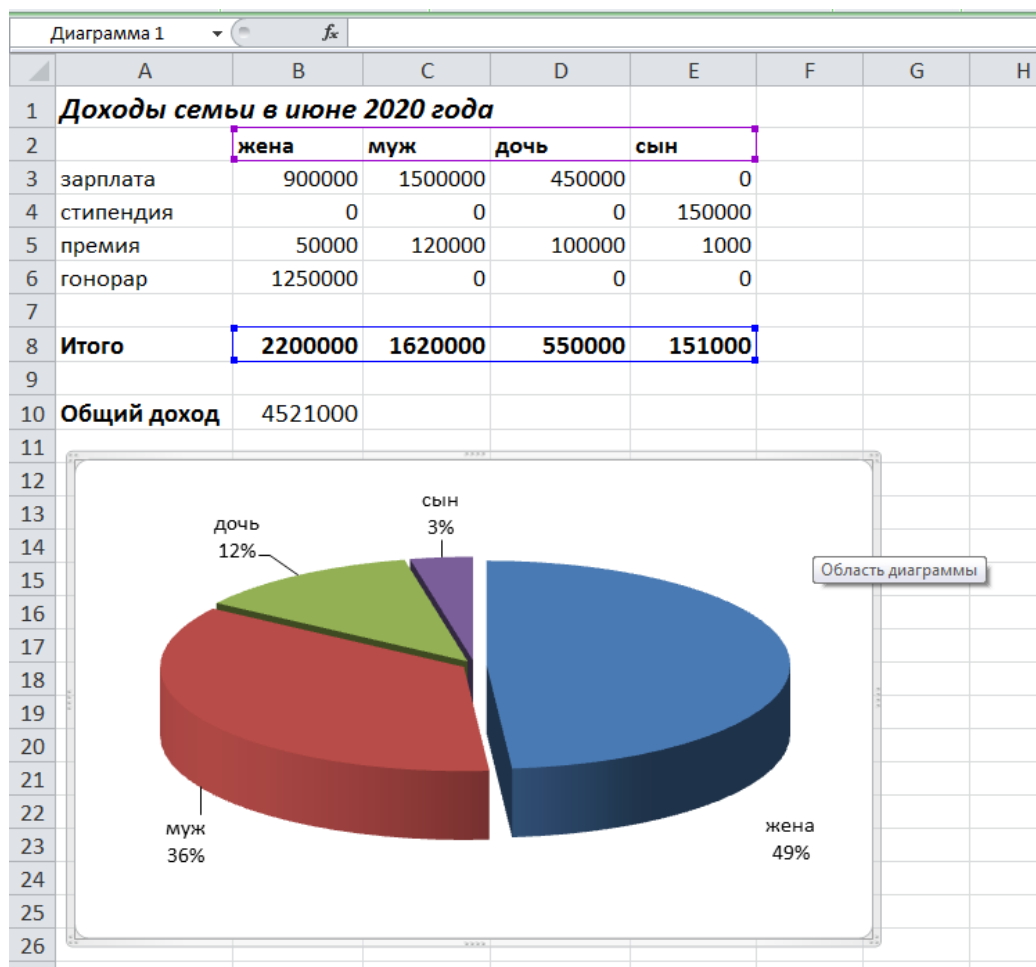 Диаграмма 1 fx
A B C D E F G H
1 Доходы семьи в июне 2020 года
2 жена муж дочь сын
3 зарплата 900000 1500000 450000 0
4 стипендия 0 0 0 150000
5 премия 50000 120000 100000 1000
6 гонорар 1250000 0 0 0
7
8 Итого 2200000 1620000 550000 151000
9
10 Общий доход 4521000
11
12
13
14
15
16
17
18
19
20
21
22
23
24
25
26
сын
3%
дочь
12%
Область диаграммы
муж
36%
жена
49%